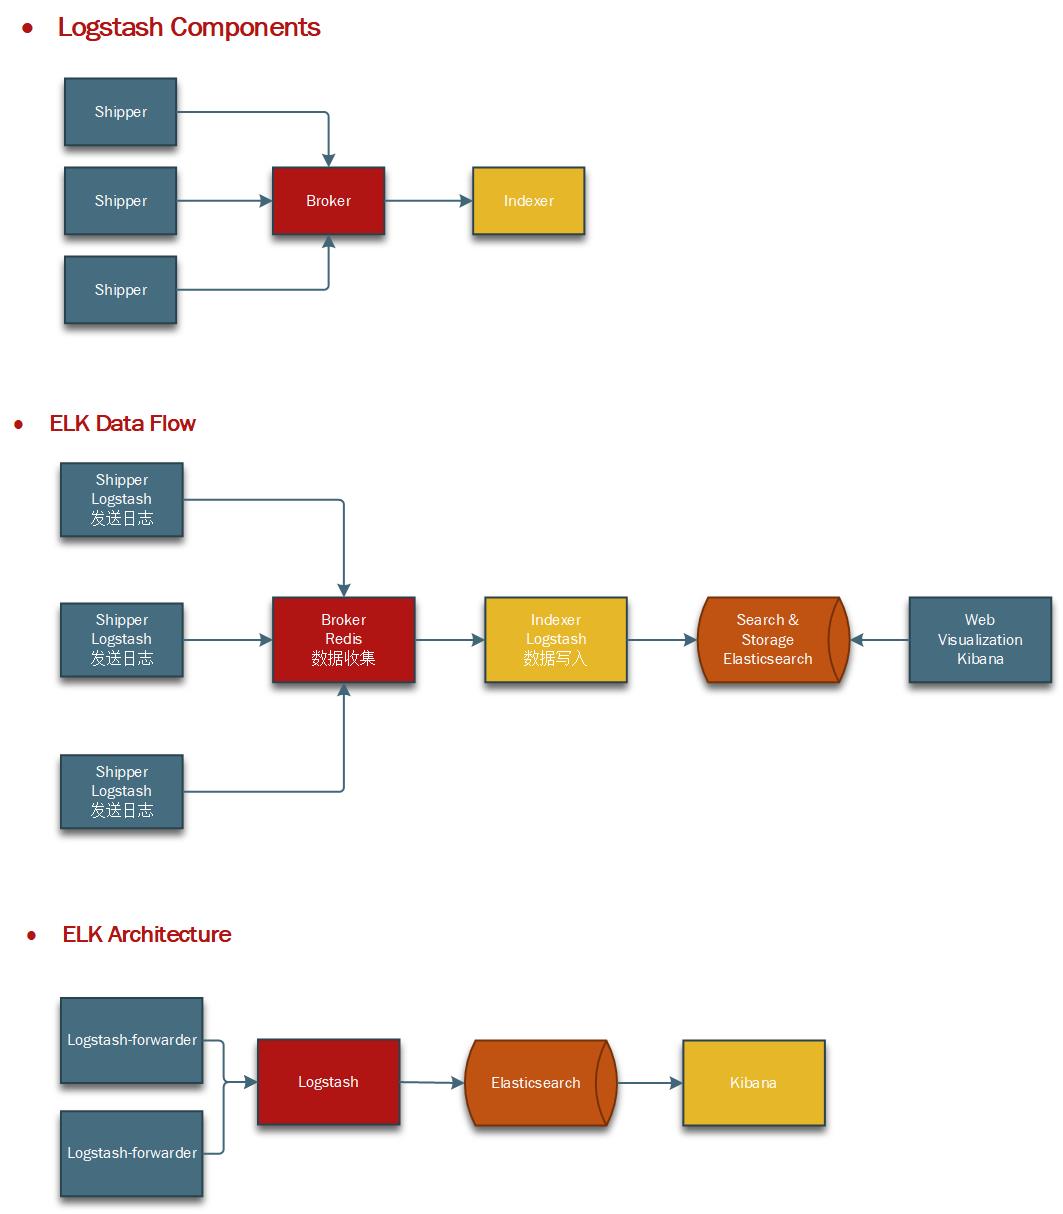 Logstash Components
Shipper
Shipper
Broker
Indexer
Shipper
ELK Data Flow
Shipper
Logstash
发送日志
Shipper
Logstash
发送日志
Broker
Redis
数据收集
Indexer
Logstash
数据写入
Search &
Storage
Elasticsearch
Web
Visualization
Kibana
Shipper
Logstash
发送日志
ELK Architecture
Logstash-forwarder
Logstash
Elasticsearch
Kibana
Logstash-forwarder